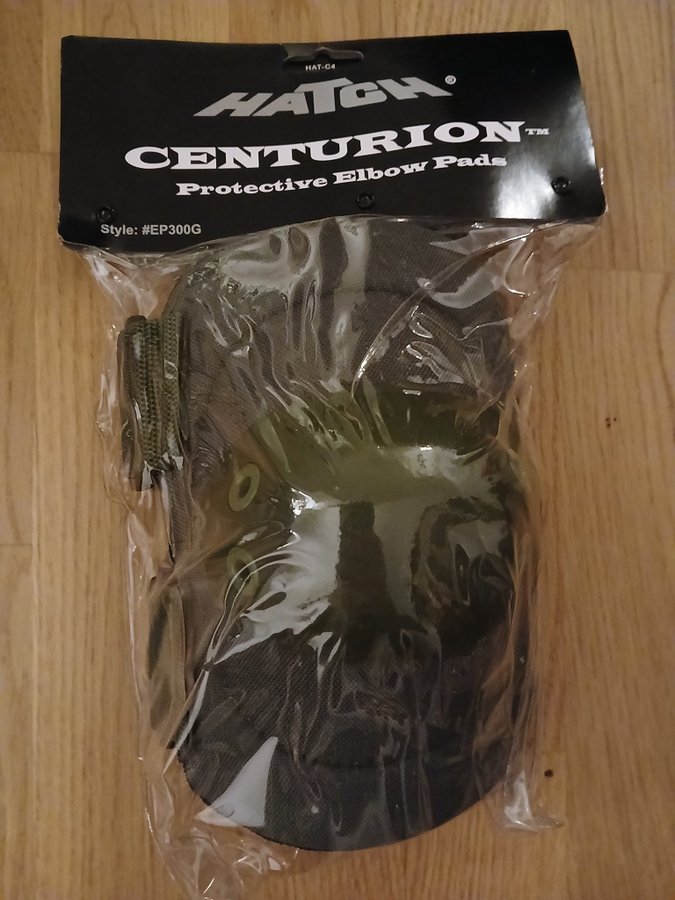 HAT-C4
HATCH®
CENTURION™
Protective Elbow Pads
Style: #EP300G